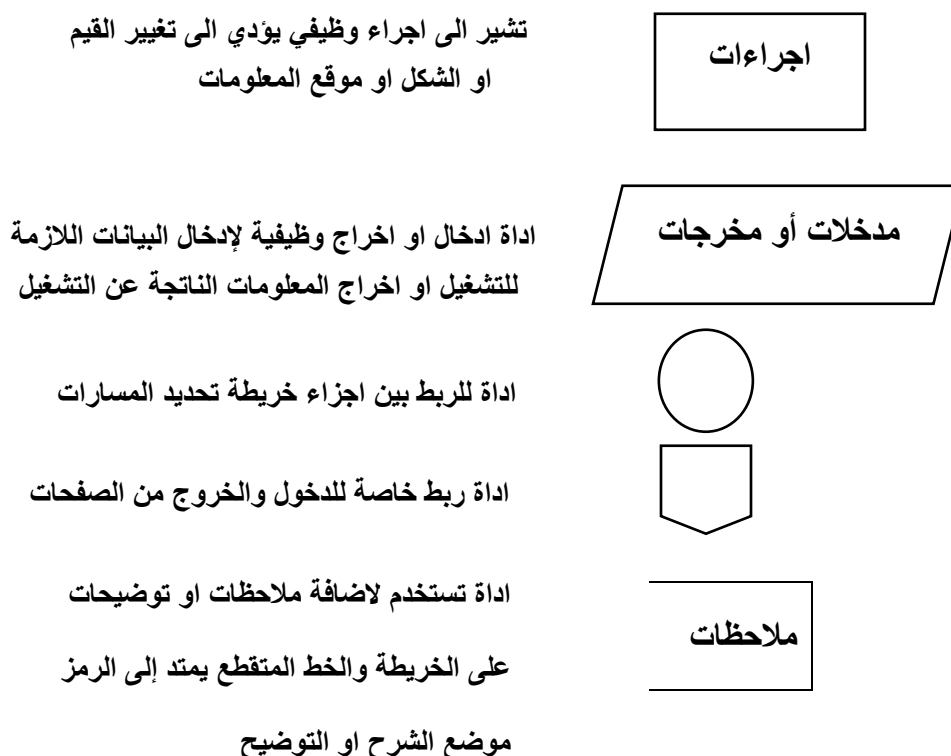 اجراءات
تشير الى اجراء وظيفي يؤدي الى تغيير القيم
او الشكل او موقع المعلومات
مدخلات أو مخرجات
اداة ادخال او اخراج وظيفية لإدخال البيانات اللازمة
للتشغيل او اخراج المعلومات الناتجة عن التشغيل
اداة للربط بين اجزاء خريطة تحديد المسارات
اداة ربط خاصة للدخول والخروج من الصفحات
ملاحظات
اداة تستخدم لاضافة ملاحظات او توضيحات
على الخريطة والخط المتقطع يمتد إلى الرمز
موضع الشرح او التوضيح